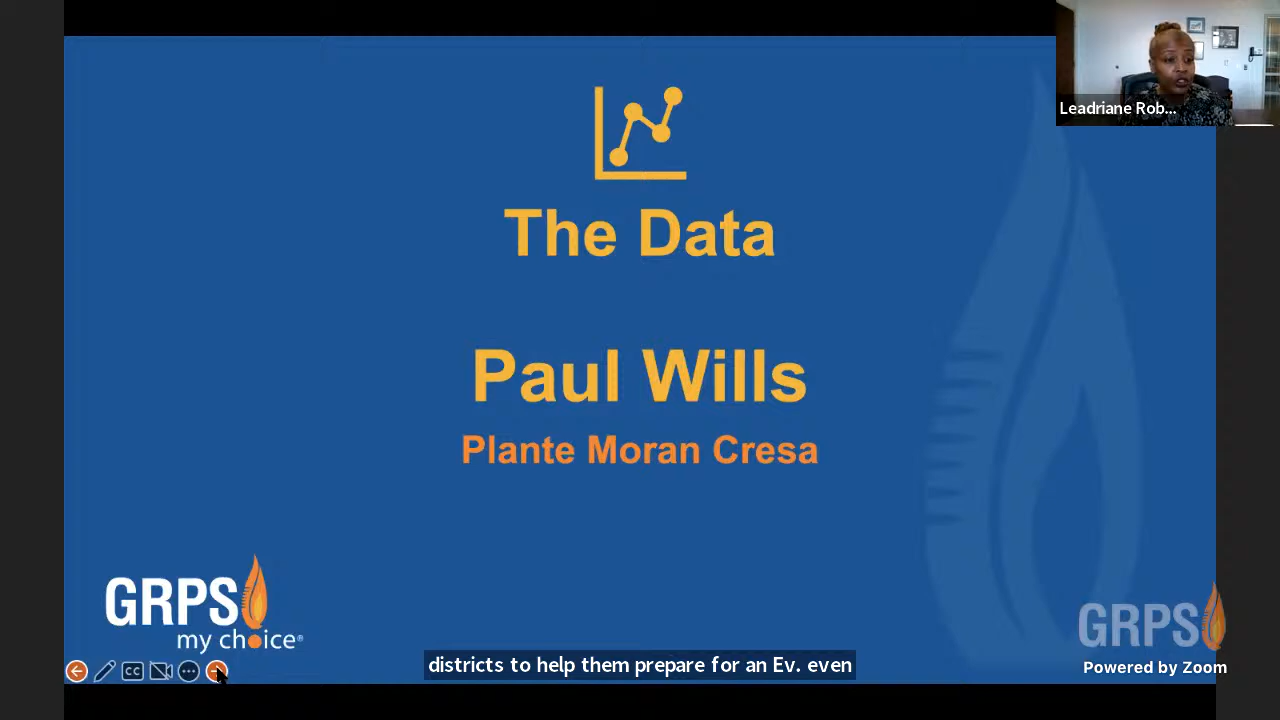 Leadriane Rob...
The Data
Paul Wills
Plante Moran Cresa
GRPS
my choice®
GRPS
Powered by Zoom
CC
districts to help them prepare for an Ev. even